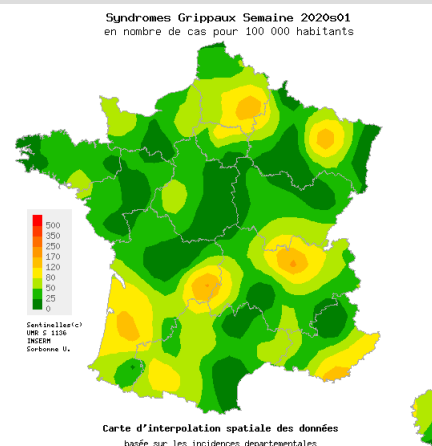 Syndromes Grippaux Semaine 2020s01
en nombre de cas pour 100 000 habitants
500
350
250
170
120
80
50
25
0
Sentinelles(c)
UMR S 1136
INSERM
Sorbonne U.
Carte d'interpolation spatiale des données
basée sur les incidences departementales